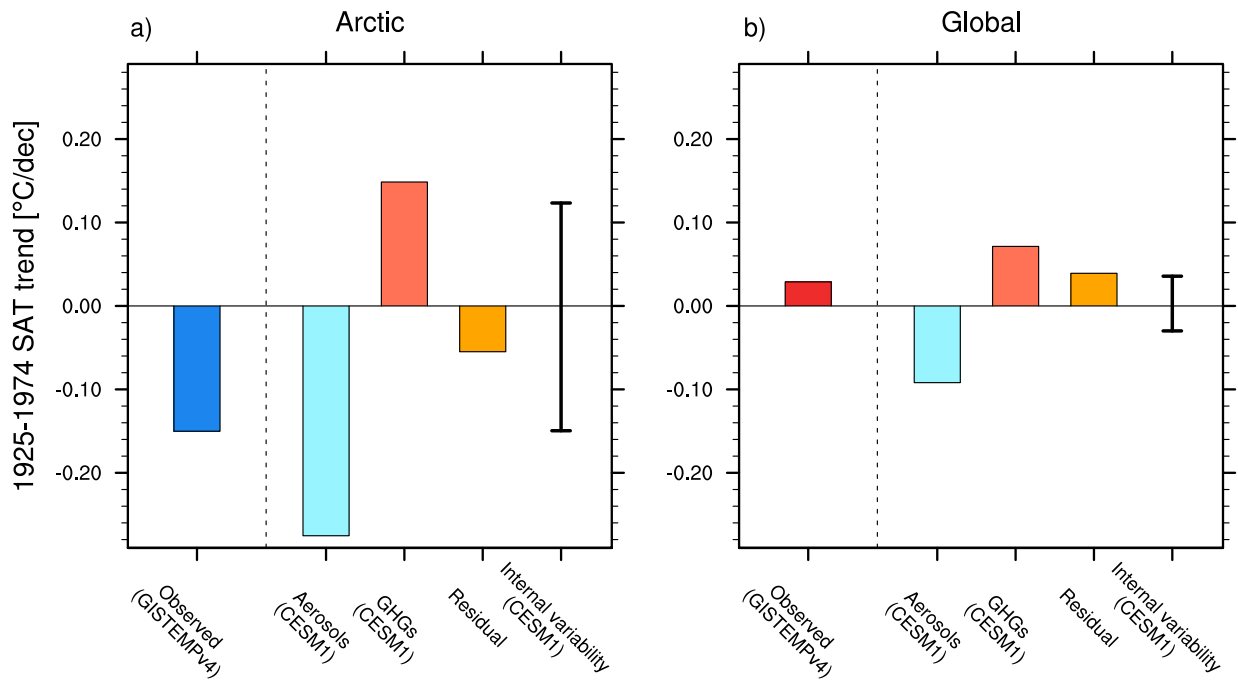 a)
Arctic
1925-1974 SAT trend [°C/dec]
0.20
0.10
0.00
-0.10
-0.20
Observed
(GISTEMPv4)
Aerosols
(CESM1)
GHGs
(CESM1)
Residual
Internal variability
(CESM1)
b)
Global
0.20
0.10
0.00
-0.10
-0.20
Observed
(GISTEMPv4)
Aerosols
(CESM1)
GHGs
(CESM1)
Residual
Internal variability
(CESM1)